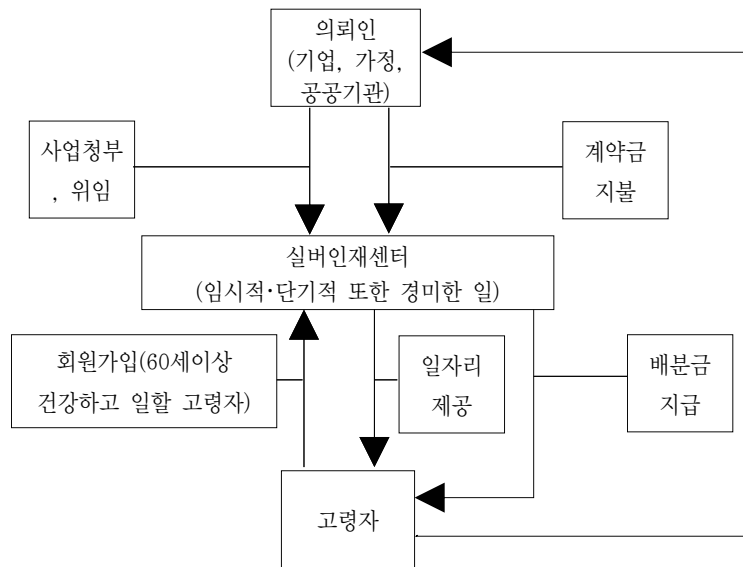 의뢰인
(기업, 가정,
공공기관)
사업청부
, 위임
계약금
지불
실버인재센터
(임시적·단기적 또한 경미한 일)
회원가입(60세이상
건강하고 일할 고령자)
일자리
제공
배분금
지급
고령자